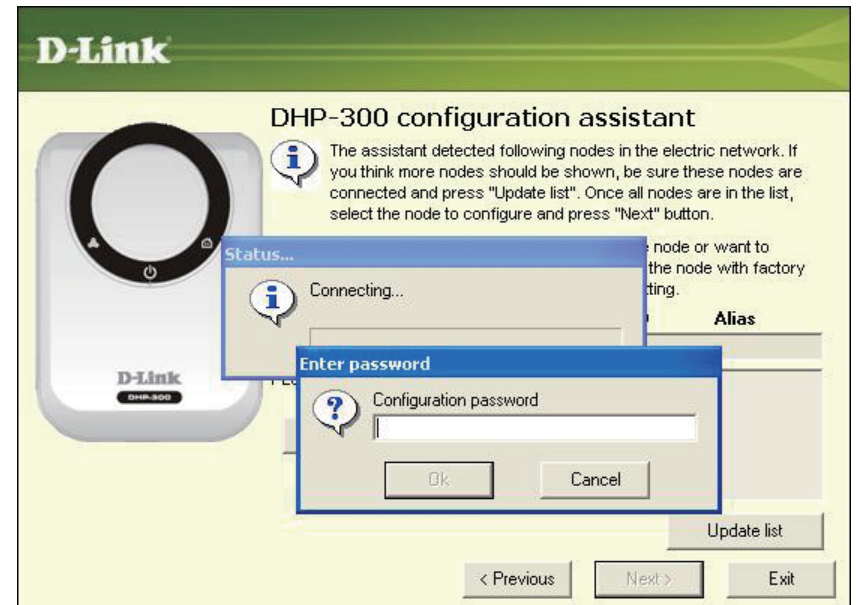 D-Link
DHP-300 configuration assistant
The assistant detected following nodes in the electric network. If
you think more nodes should be shown, be sure these nodes are
connected and press "Update list". Once all nodes are in the list,
select the node to configure and press "Next" button.
node or want to
the node with factory
Status...
Connecting...
Alias
Enter password
Configuration password
Ok
Cancel
D-Link
DHP-300
Update list
< Previous
Next >
Exit